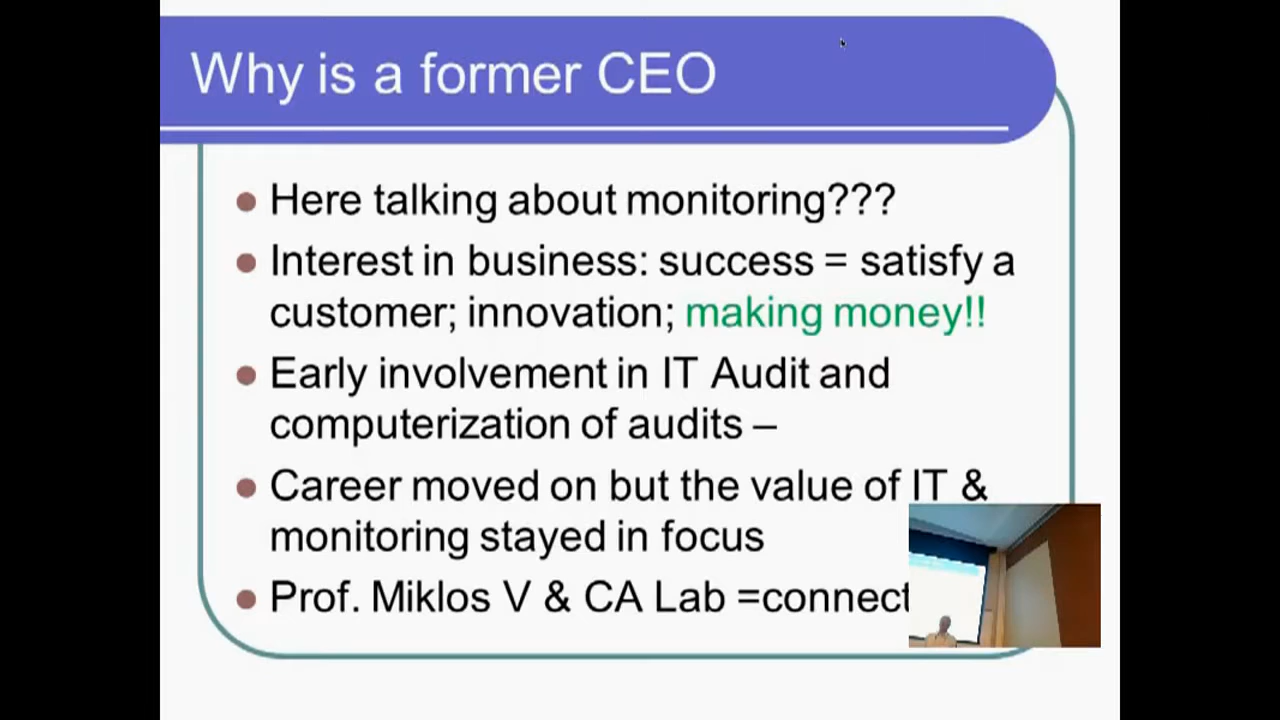 Why is a former CEO
Here talking about monitoring???
Interest in business: success = satisfy a
customer; innovation; making money!!
Early involvement in IT Audit and
computerization of audits –
Career moved on but the value of IT &
monitoring stayed in focus
Prof. Miklos V & CA Lab =connect